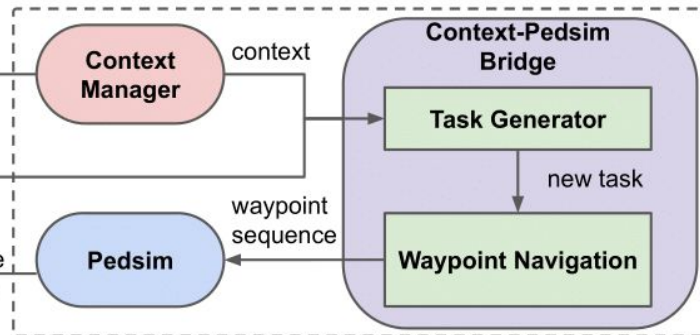 Context
Manager
context
Context-Pedsim
Bridge
Task Generator
new task
waypoint
sequence
Pedsim
Waypoint Navigation